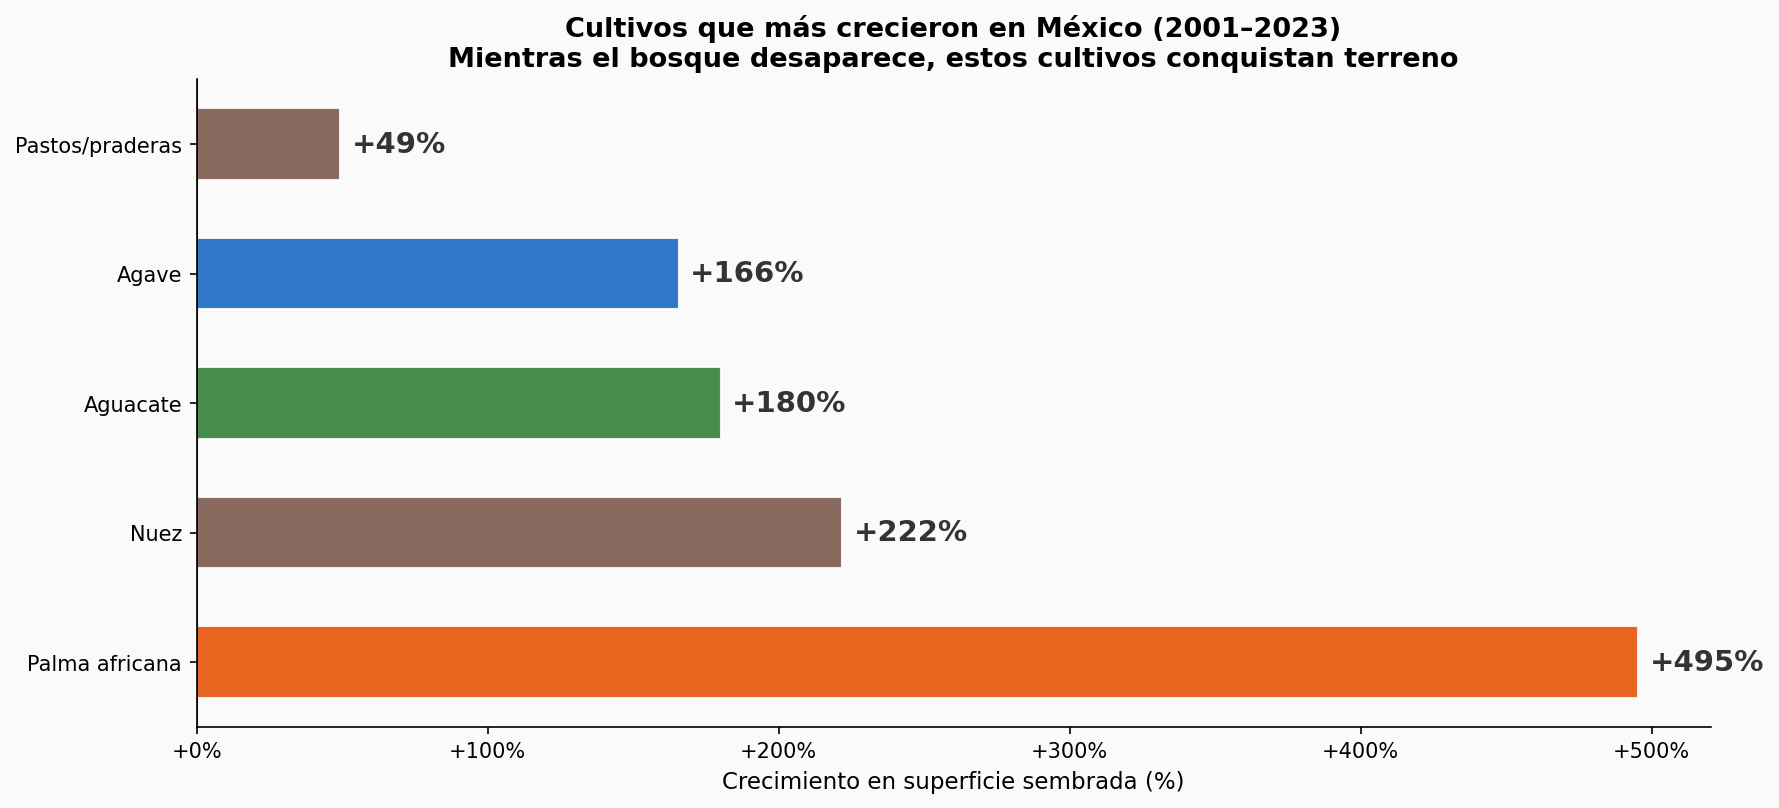 Cultivos que más crecieron en México (2001–2023)
Mientras el bosque desaparece, estos cultivos conquistan terreno
Pastos/praderas
+49%
Agave
+166%
Aguacate
+180%
Nuez
+222%
Palma africana
+495%
+0%
+100%
+200%
+300%
+400%
+500%
Crecimiento en superficie sembrada (%)